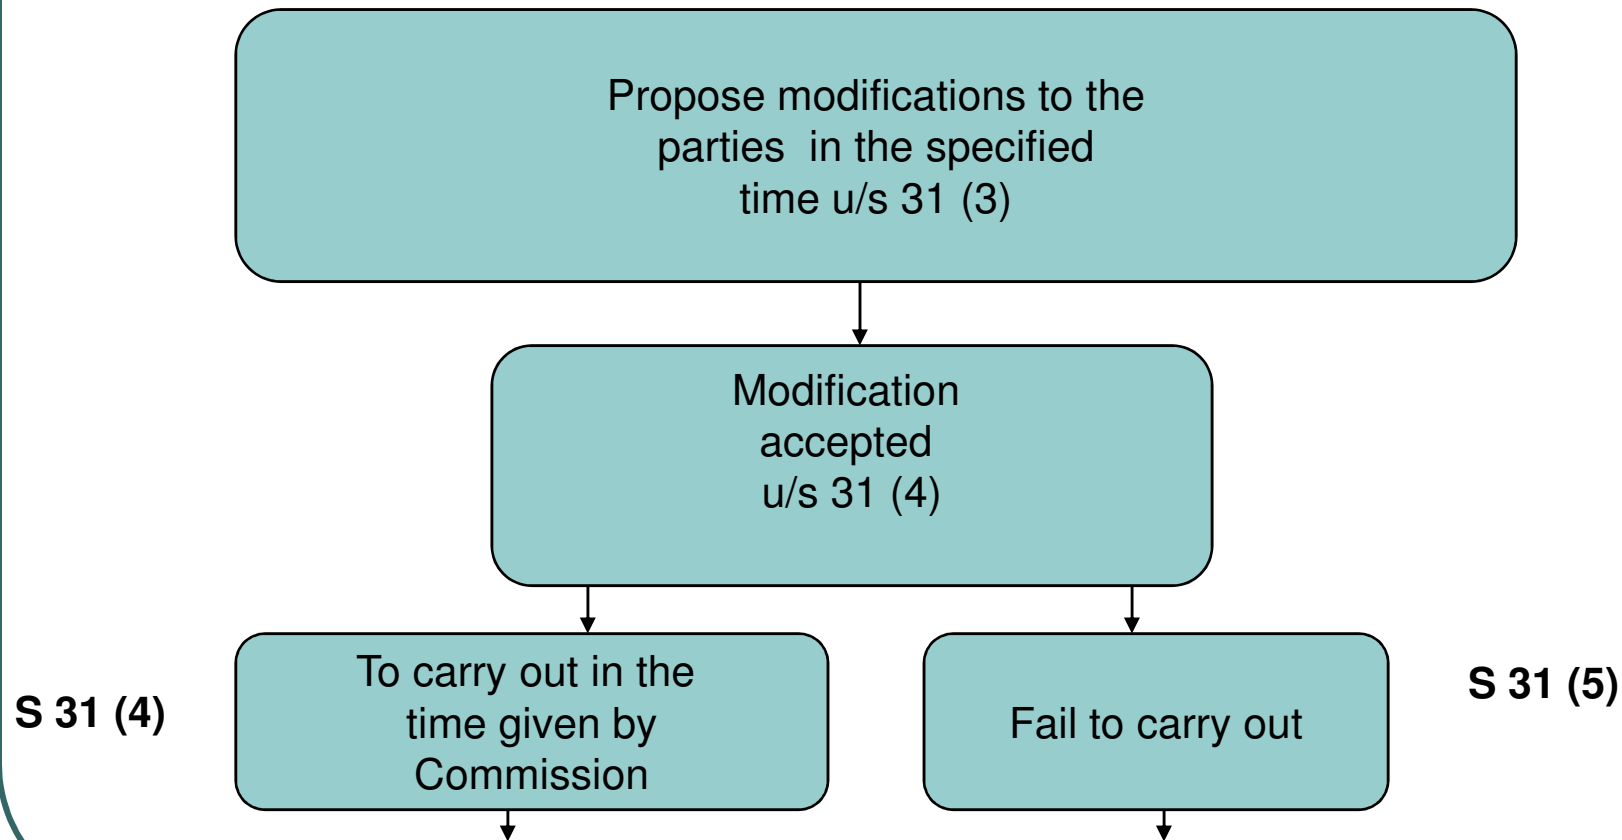 Propose modifications to the
parties  in the specified
time u/s 31 (3)
Modification
accepted
u/s 31 (4)
S 31 (4)
To carry out in the
time given by
Commission
Fail to carry out
S 31 (5)